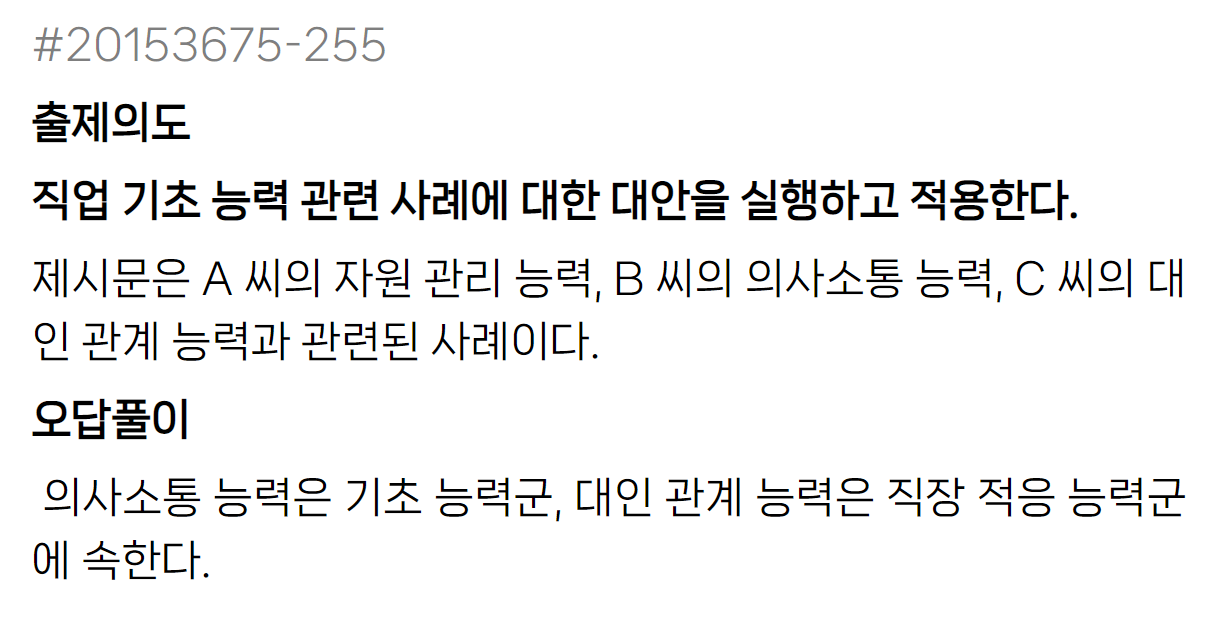 #20153675-255
출제의도
직업 기초 능력 관련 사례에 대한 대안을 실행하고 적용한다.
제시문은 A 씨의 자원 관리 능력, B 씨의 의사소통 능력, C 씨의 대
인 관계 능력과 관련된 사례이다.
오답풀이
의사소통 능력은 기초 능력군, 대인 관계 능력은 직장 적응 능력군
에 속한다.